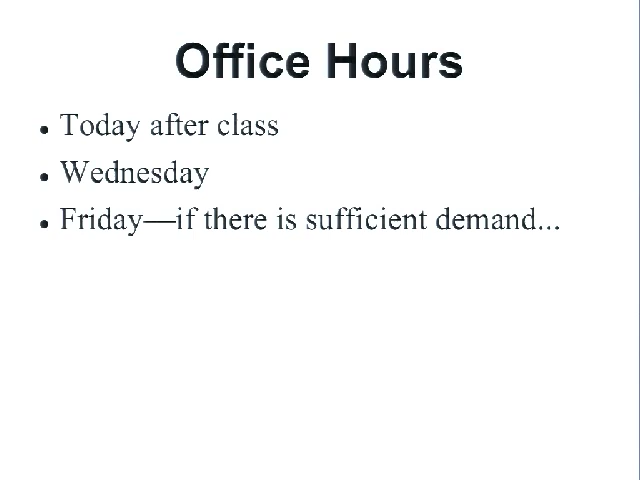 Office Hours
• Today after class
• Wednesday
• Friday—if there is sufficient demand...